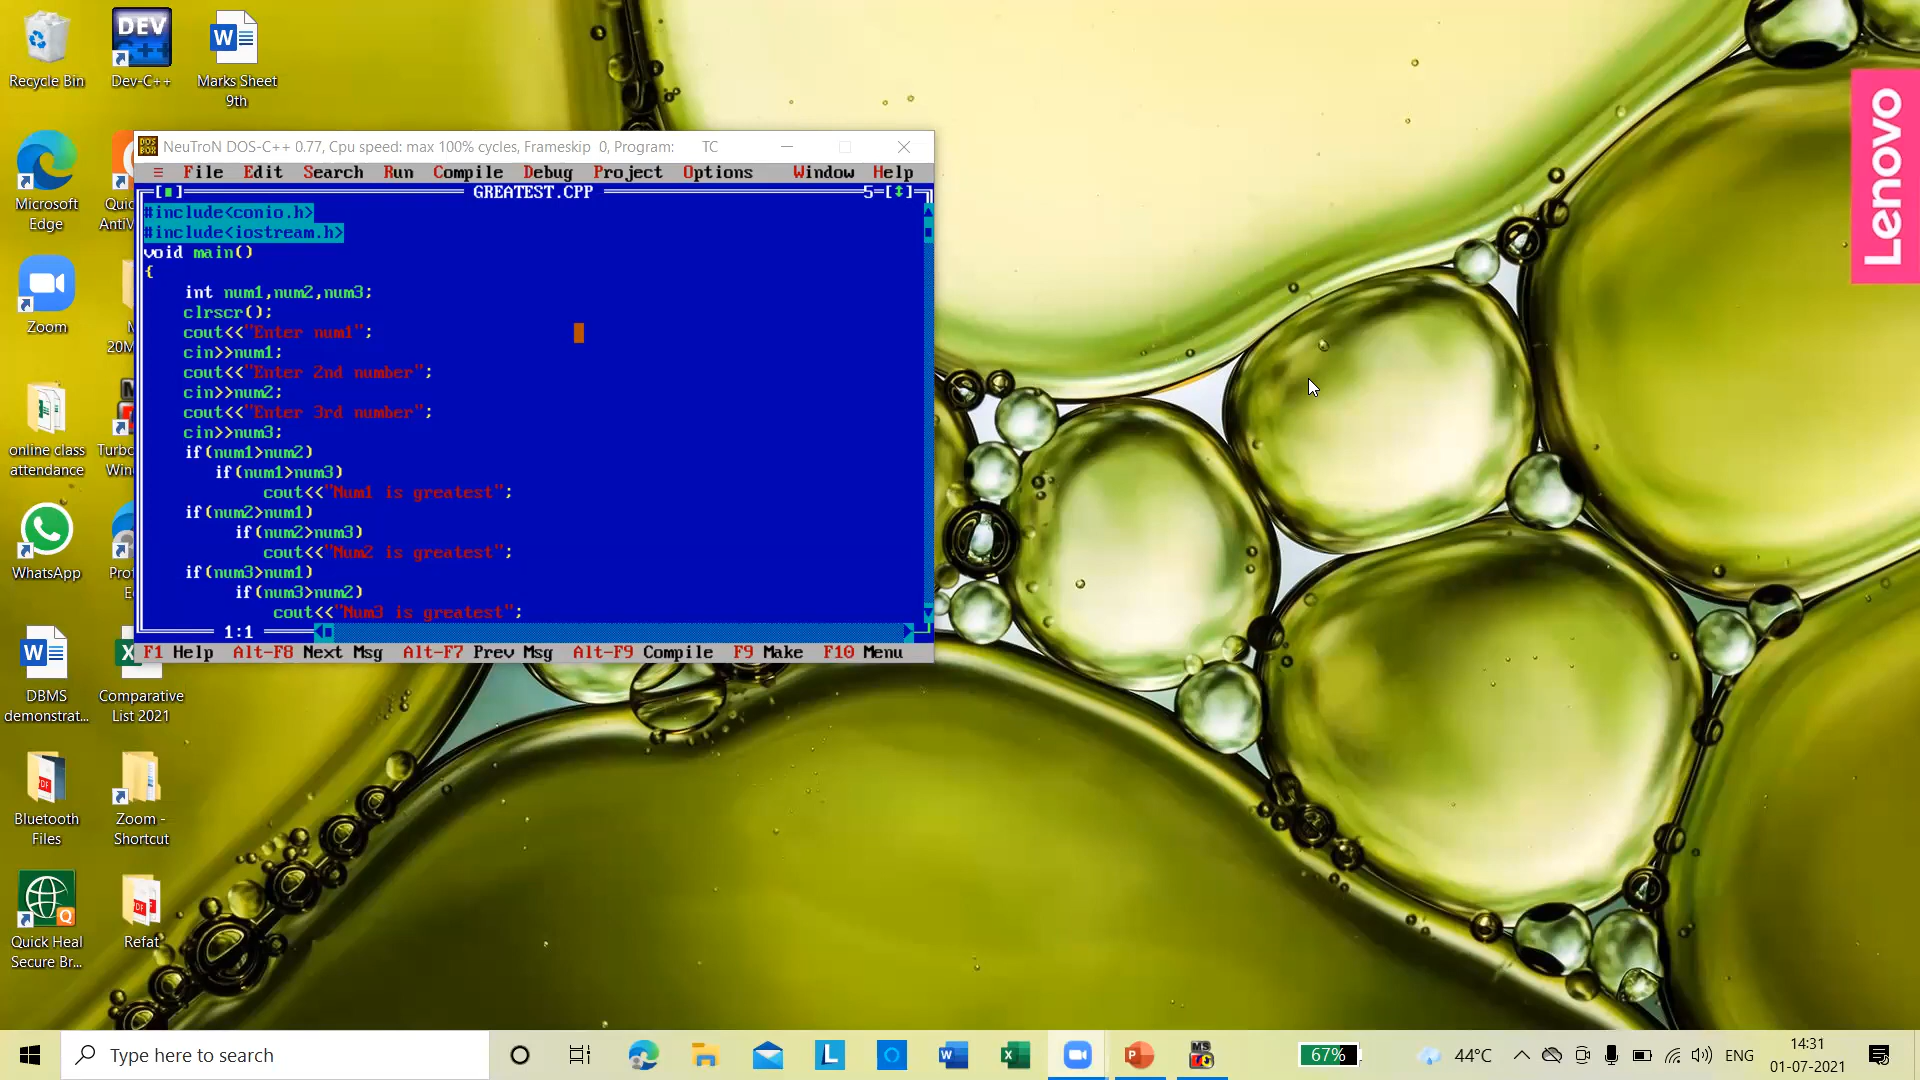 Recycle Bin
Dev-C++
Marks Sheet
9th
DEV
C++
Lenovo
NeuTroN DOS-C++ 0.77, Cpu speed: max 100% cycles, Frameskip 0, Program: TC
≡ File Edit Search Run Compile Debug Project Options Window Help
GREATEST.CPP
5
#include<conio.h>
#include<iostream.h>
void main()
{
int num1,num2,num3;
clrscr();
cout<<"Enter num1";
cin>>num1;
cout<<"Enter 2nd number";
cin>>num2;
cout<<"Enter 3rd number";
cin>>num3;
if(num1>num2)
if(num1>num3)
cout<<"Num1 is greatest";
if(num2>num1)
if(num2>num3)
cout<<"Num2 is greatest";
if(num3>num1)
if(num3>num2)
cout<<"Num3 is greatest";
1:1
F1 Help Alt-F8 Next Msg Alt-F7 Prev Msg Alt-F9 Compile F9 Make F10 Menu
Microsoft
Edge
Zoom
online class
attendance
WhatsApp
DBMS
demonstrat...
Comparative
List 2021
Bluetooth
Files
Zoom -
Shortcut
Quick Heal
Secure Br...
Refat
Type here to search
67%
44°C
ENG
14:31
01-07-2021